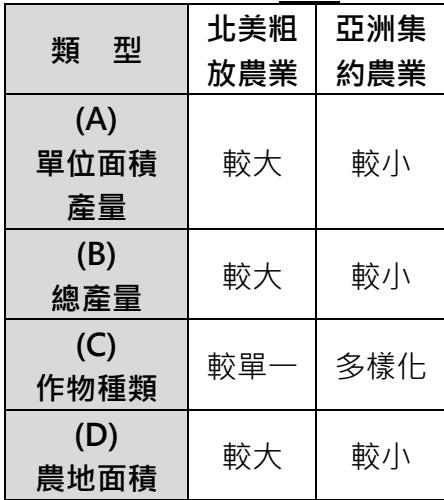 類 型 北美粗放農業 亞洲集約農業
(A) 單位面積產量 較大 較小
(B) 總產量 較大 較小
(C) 作物種類 較單一 多樣化
(D) 農地面積 較大 較小